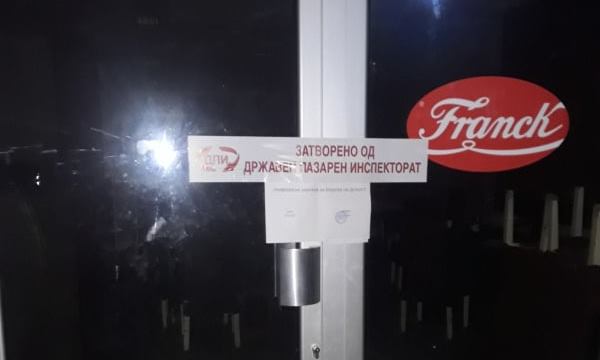 Franck
ДПИ
ЗАТВОРЕНО ОД
ДРЖАВЕН ПАЗАРЕН ИНСПЕКТОРАТ